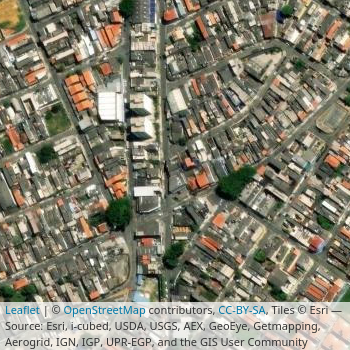 Leaflet | © OpenStreetMap contributors, CC-BY-SA, Tiles © Esri —
Source: Esri, i-cubed, USDA, USGS, AEX, GeoEye, Getmapping,
Aerogrid, IGN, IGP, UPR-EGP, and the GIS User Community